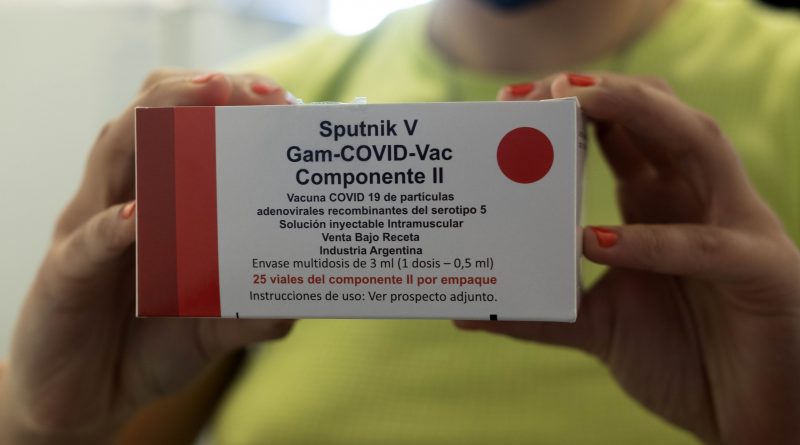 Sputnik V
Gam-COVID-Vac
Componente II
Vacuna COVID 19 de partículas
adenovirales recombinantes del serotipo 5
Solución inyectable Intramuscular
Venta Bajo Receta
Industria Argentina
Envase multidosis de 3 ml (1 dosis – 0,5 ml)
25 viales del componente II por empaque
Instrucciones de uso: Ver prospecto adjunto.